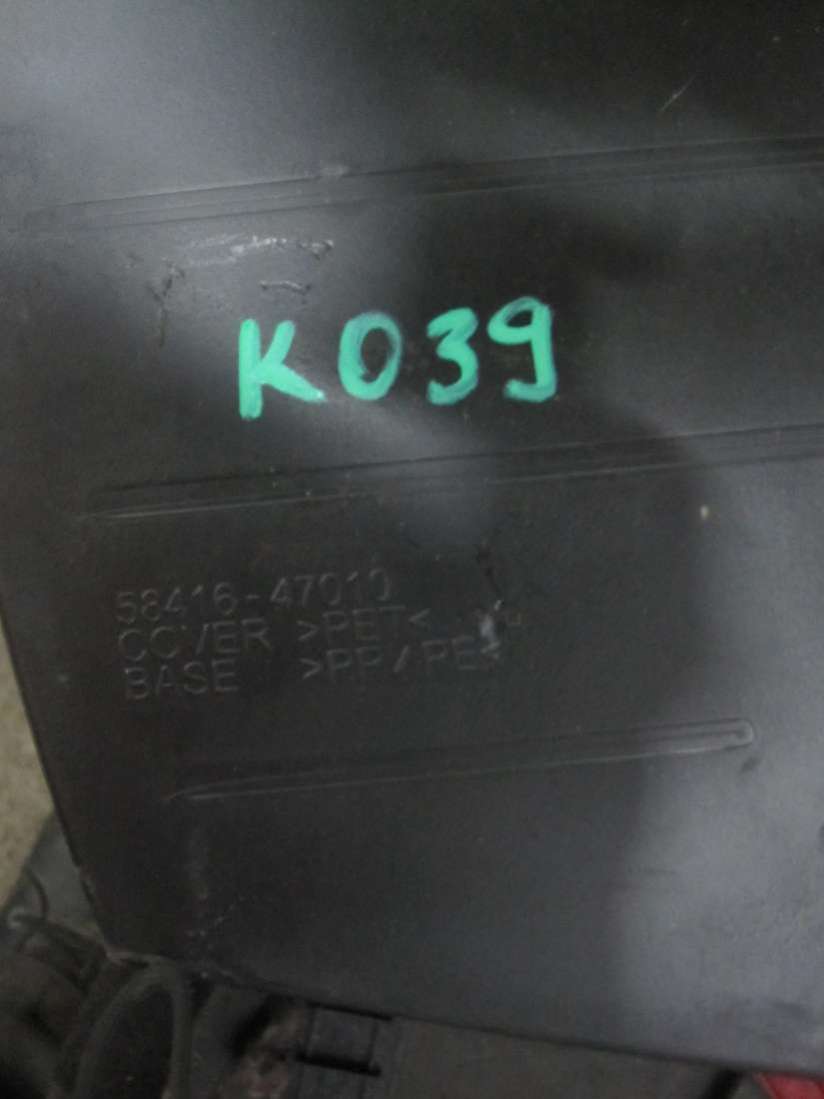 K039
58416-47010
COVER >PET<
BASE >PP/PE<